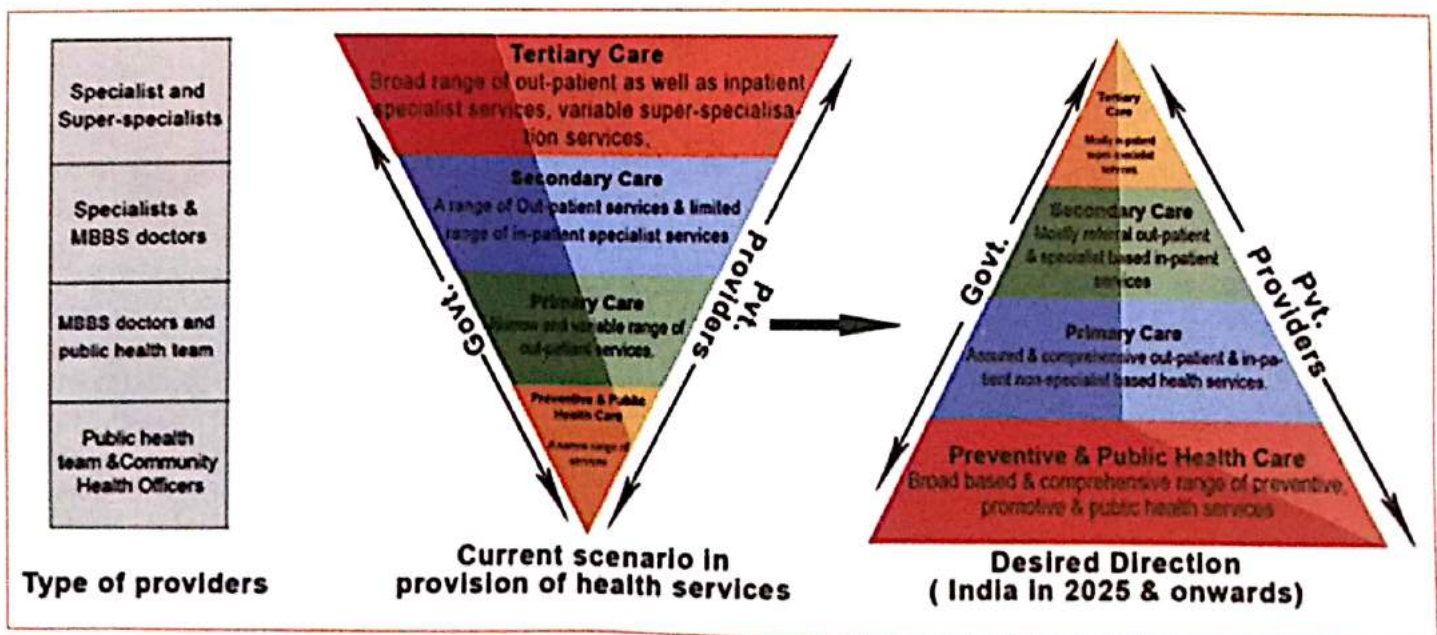 Specialist and
Super-specialists
Specialists &
MBBS doctors
MBBS doctors and
public health team
Public health
team &Community
Health Officers
Type of providers
Tertiary Care
Broad range of out-patient as well as inpatient
specialist services, variable super-specialisa-
tion services,
Secondary Care
A range of Out-patient services & limited
range of in-patient specialist services
Primary Care
Narrow and variable range of
out-patient services.
Preventive & Public
Health Care
A narrow range of
services
Govt.
Pvt.
Providers
Current scenario in
provision of health services
Tertiary
Care
Mostly in-patient
super-specialist
services
Secondary Care
Mostly referral out-patient
& specialist based in-patient
services
Primary Care
Assured & comprehensive out-patient & in-pa-
tient non-specialist based health services.
Preventive & Public Health Care
Broad based & comprehensive range of preventive,
promotive & public health services
Govt.
Pvt.
Providers
Desired Direction
( India in 2025 & onwards)